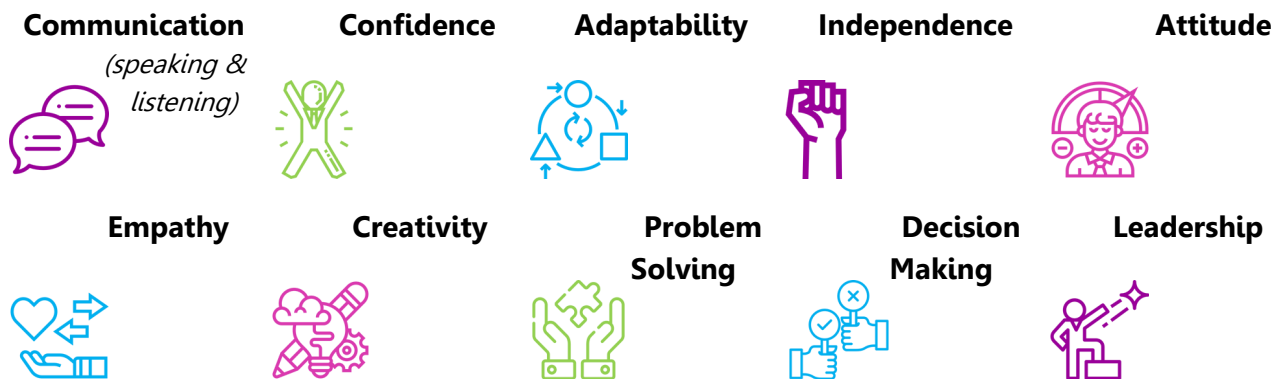 Communication
(speaking &
listening)
Confidence
Adaptability
Independence
Attitude
Empathy
Creativity
Problem
Solving
Decision
Making
Leadership